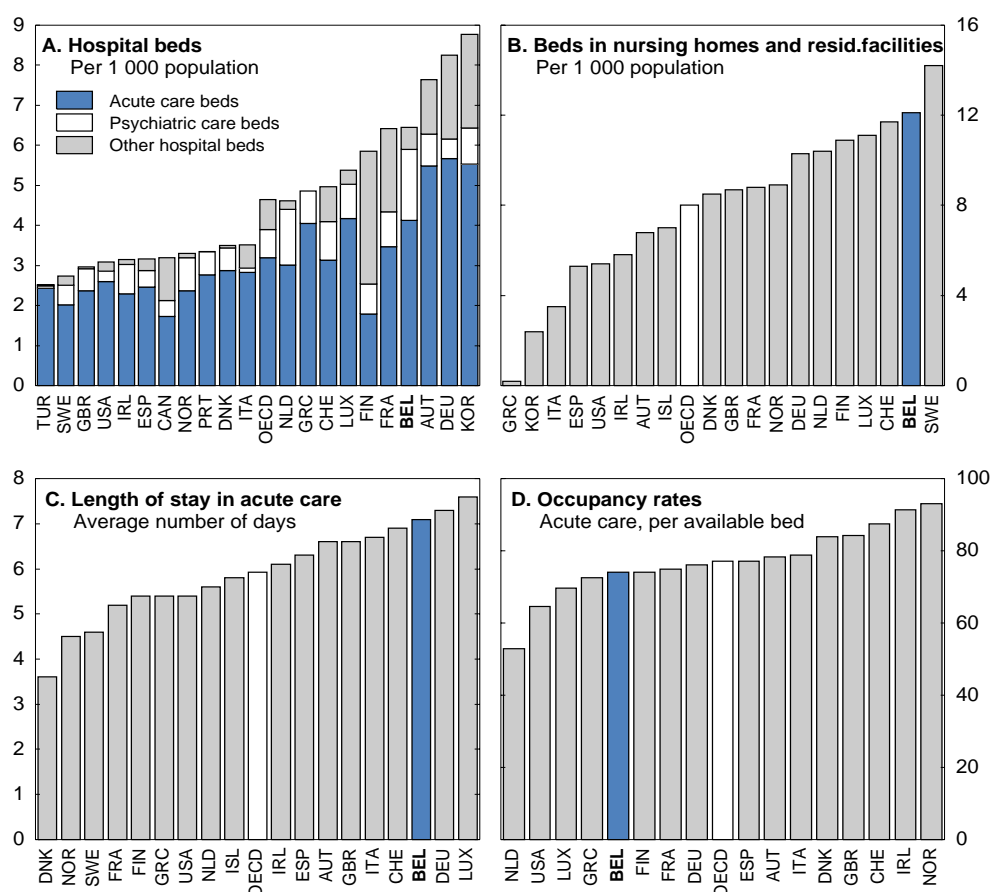 A. Hospital beds
Per 1 000 population
Acute care beds
Psychiatric care beds
Other hospital beds
9
8
7
6
5
4
3
2
1
0
TUR SWE GBR USA IRL ESP CAN NOR PRT DNK ITA OECD NLD GRC CHE LUX FIN FRA BEL AUT DEU KOR
B. Beds in nursing homes and resid.facilities
Per 1 000 population
16
12
8
4
0
GRC KOR ITA ESP USA IRL AUT ISL OECD DNK GBR FRA NOR DEU NLD FIN LUX CHE BEL SWE
C. Length of stay in acute care
Average number of days
8
7
6
5
4
3
2
1
0
DNK NOR SWE FRA FIN GRC USA NLD ISL OECD IRL ESP AUT GBR ITA CHE BEL DEU LUX
D. Occupancy rates
Acute care, per available bed
100
80
60
40
20
0
NLD USA LUX GRC BEL FIN FRA DEU OECD ESP AUT ITA DNK GBR CHE IRL NOR